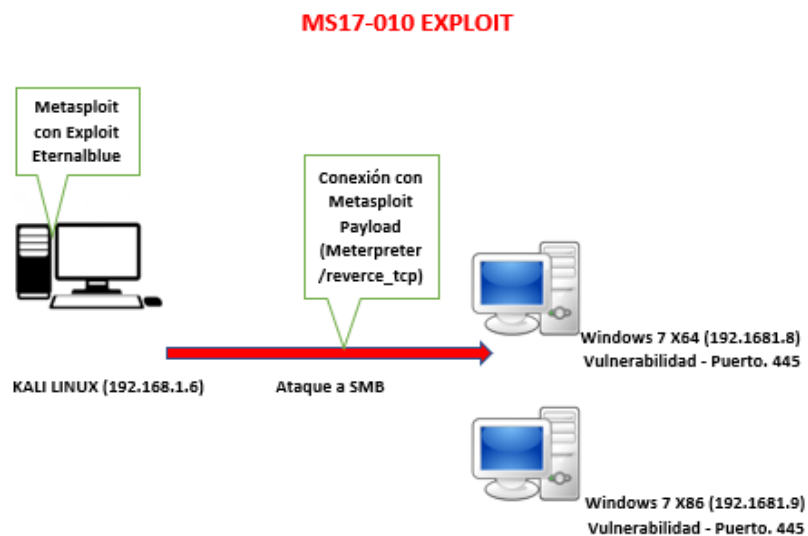 MS17-010 EXPLOIT
Metasploit
con Exploit
Eternalblue
Conexión con
Metasploit
Payload
(Meterpreter
/reverce_tcp)
Windows 7 X64 (192.1681.8)
Vulnerabilidad - Puerto. 445
KALI LINUX (192.168.1.6)
Ataque a SMB
Windows 7 X86 (192.1681.9)
Vulnerabilidad - Puerto. 445